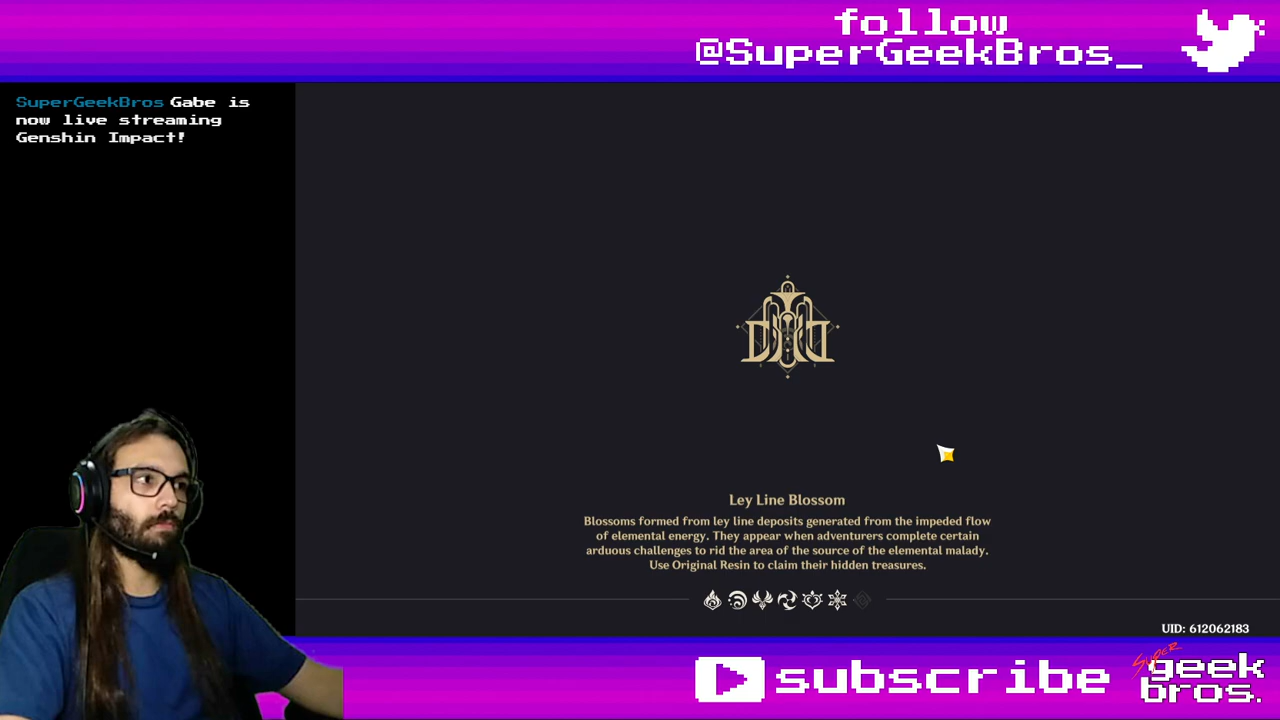 follow
@SuperGeekBros_
SuperGeekBros Gabe is
now live streaming
Genshin Impact!
Ley Line Blossom
Blossoms formed from ley line deposits generated from the impeded flow
of elemental energy. They appear when adventurers complete certain
arduous challenges to rid the area of the source of the elemental malady.
Use Original Resin to claim their hidden treasures.
UID: 612062183
subscribe
Super
geek
bros.